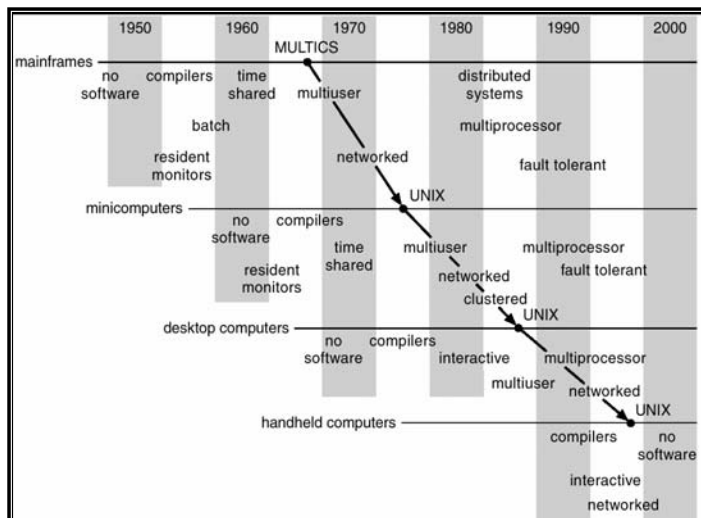 1950 1960 1970 1980 1990 2000
MULTICS
mainframes
no compilers time distributed
software shared multiuser systems
batch multiprocessor
resident networked fault tolerant
monitors
UNIX
minicomputers
no compilers
software time multiuser multiprocessor
resident shared networked fault tolerant
monitors clustered
UNIX
desktop computers
no compilers
software interactive multiprocessor
multiuser networked
UNIX
handheld computers
compilers no
software
interactive
networked